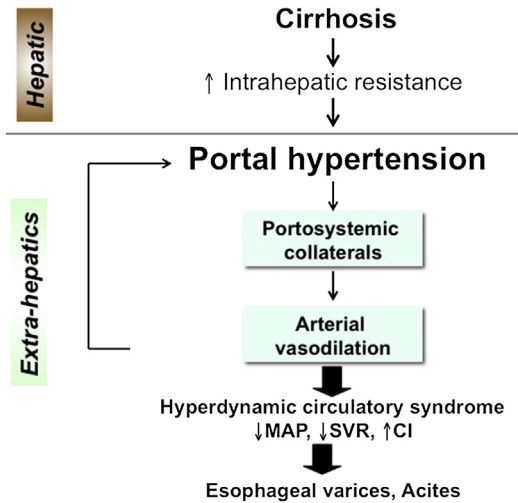 Hepatic
Cirrhosis
↑ Intrahepatic resistance
Extra-hepatics
Portal hypertension
Portosystemic
collaterals
Arterial
vasodilation
Hyperdynamic circulatory syndrome
↓MAP, ↓SVR, ↑CI
Esophageal varices, Acites